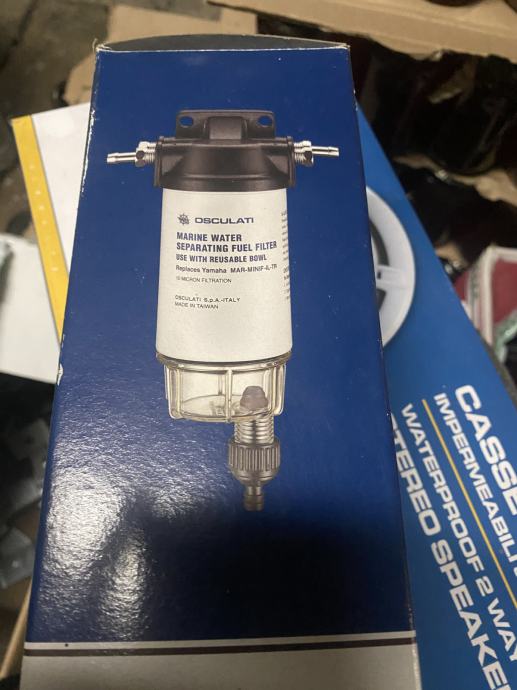 OSCULATI
MARINE WATER
SEPARATING FUEL FILTER
USE WITH REUSABLE BOWL
Replaces Yamaha MAR-MINIF-IL-TR
10 MICRON FILTRATION
OSCULATI S.p.A.-ITALY
MADE IN TAIWAN
CASSE
IMPERMEABILI
WATERPROOF 2 WAY
STEREO SPEAKE